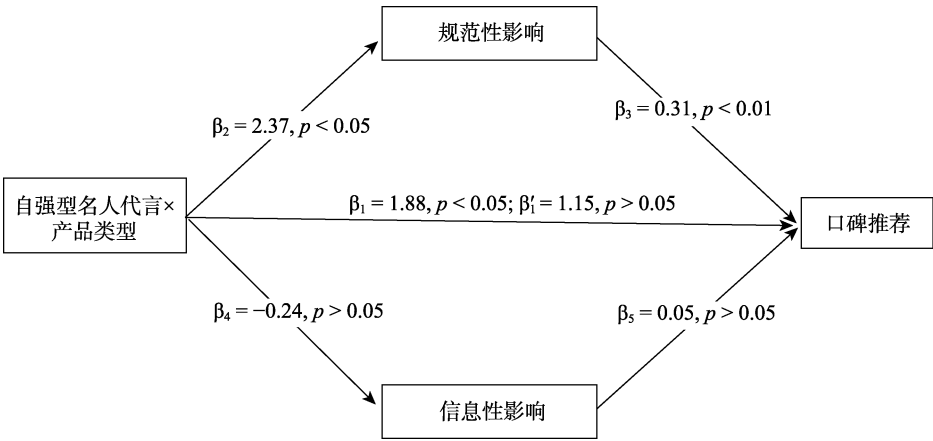 规范性影响
β₂ = 2.37, p < 0.05
β₃ = 0.31, p < 0.01
自强型名人代言×
产品类型
β₁ = 1.88, p < 0.05; β′₁ = 1.15, p > 0.05
口碑推荐
β₄ = −0.24, p > 0.05
β₅ = 0.05, p > 0.05
信息性影响